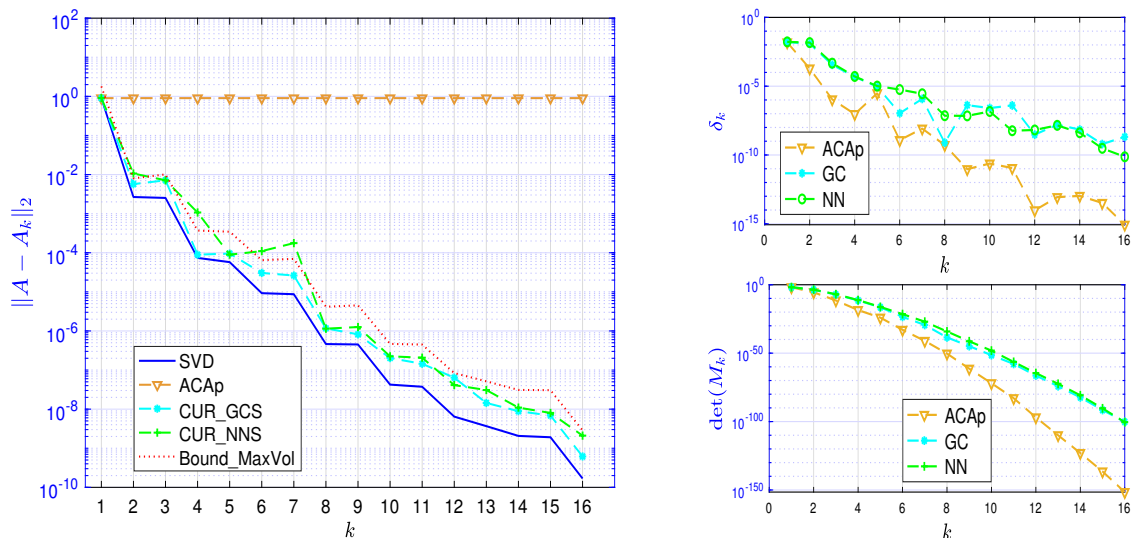 10^2
10^0
10^-2
10^-4
10^-6
10^-8
10^-10
||A − A_k||_2
SVD
ACAp
CUR_GCS
CUR_NNS
Bound_MaxVol
1 2 3 4 5 6 7 8 9 10 11 12 13 14 15 16
k
10^0
10^-5
10^-10
10^-15
δ_k
ACAp
GC
NN
0 2 4 6 8 10 12 14 16
k
10^0
10^-50
10^-100
10^-150
det(M_k)
ACAp
GC
NN
0 2 4 6 8 10 12 14 16
k